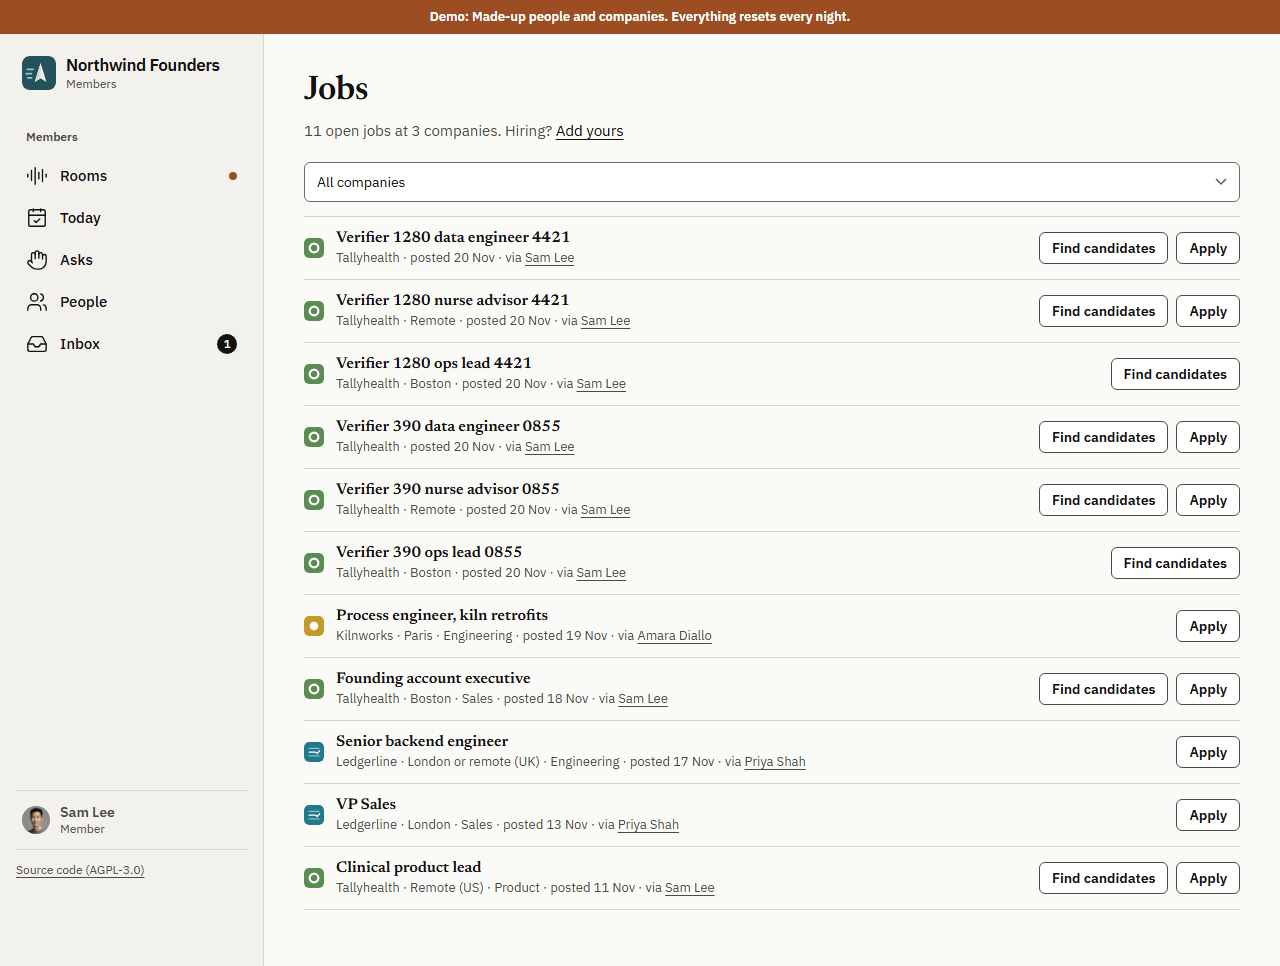 Demo: Made-up people and companies. Everything resets every night.
Northwind Founders
Members
Members
Rooms
Today
Asks
People
Inbox
1
Sam Lee
Member
Source code (AGPL-3.0)
Jobs
11 open jobs at 3 companies. Hiring? Add yours
All companies
Verifier 1280 data engineer 4421
Tallyhealth · posted 20 Nov · via Sam Lee
Find candidates Apply
Verifier 1280 nurse advisor 4421
Tallyhealth · Remote · posted 20 Nov · via Sam Lee
Find candidates Apply
Verifier 1280 ops lead 4421
Tallyhealth · Boston · posted 20 Nov · via Sam Lee
Find candidates
Verifier 390 data engineer 0855
Tallyhealth · posted 20 Nov · via Sam Lee
Find candidates Apply
Verifier 390 nurse advisor 0855
Tallyhealth · Remote · posted 20 Nov · via Sam Lee
Find candidates Apply
Verifier 390 ops lead 0855
Tallyhealth · Boston · posted 20 Nov · via Sam Lee
Find candidates
Process engineer, kiln retrofits
Kilnworks · Paris · Engineering · posted 19 Nov · via Amara Diallo
Apply
Founding account executive
Tallyhealth · Boston · Sales · posted 18 Nov · via Sam Lee
Find candidates Apply
Senior backend engineer
Ledgerline · London or remote (UK) · Engineering · posted 17 Nov · via Priya Shah
Apply
VP Sales
Ledgerline · London · Sales · posted 13 Nov · via Priya Shah
Apply
Clinical product lead
Tallyhealth · Remote (US) · Product · posted 11 Nov · via Sam Lee
Find candidates Apply